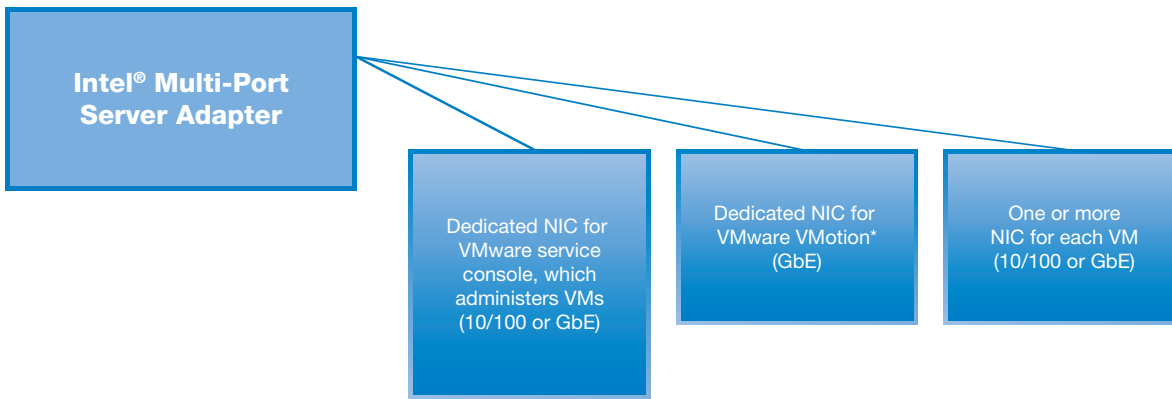 Intel® Multi-Port
Server Adapter
Dedicated NIC for
VMware service
console, which
administers VMs
(10/100 or GbE)
Dedicated NIC for
VMware VMotion*
(GbE)
One or more
NIC for each VM
(10/100 or GbE)